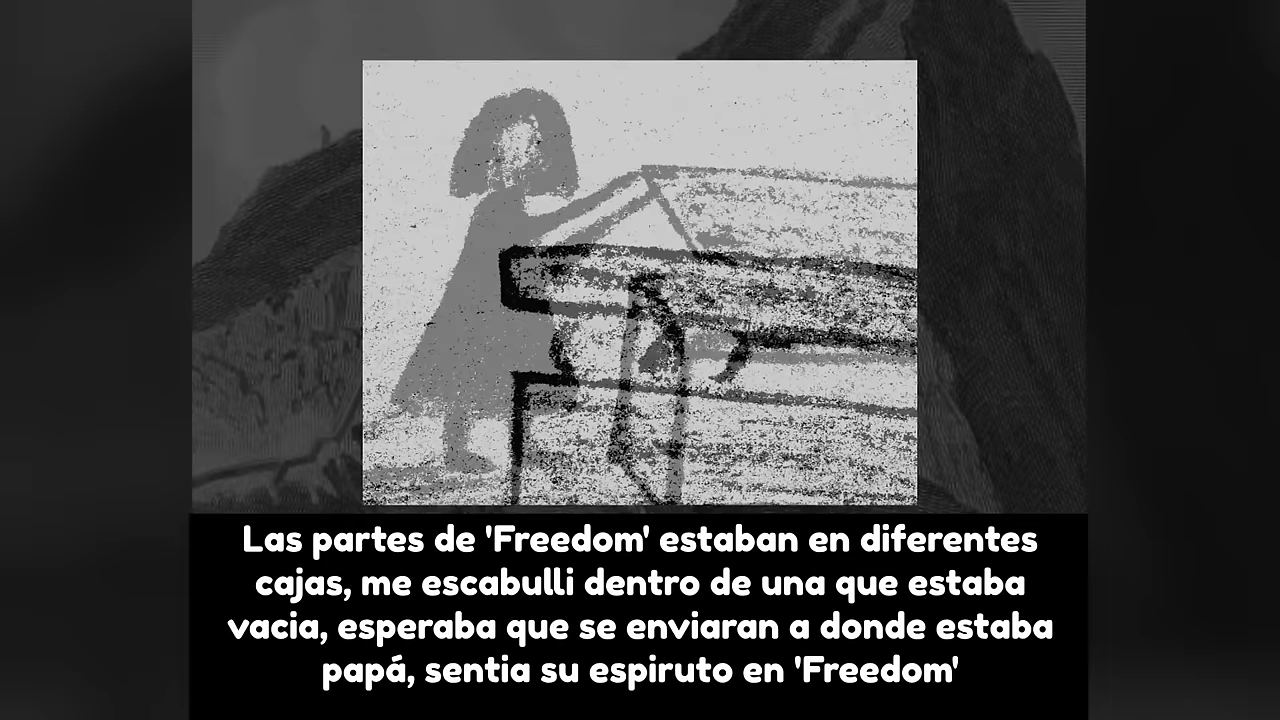 Las partes de 'Freedom' estaban en diferentes
cajas, me escabulli dentro de una que estaba
vacia, esperaba que se enviaran a donde estaba
papá, sentia su espiruto en 'Freedom'